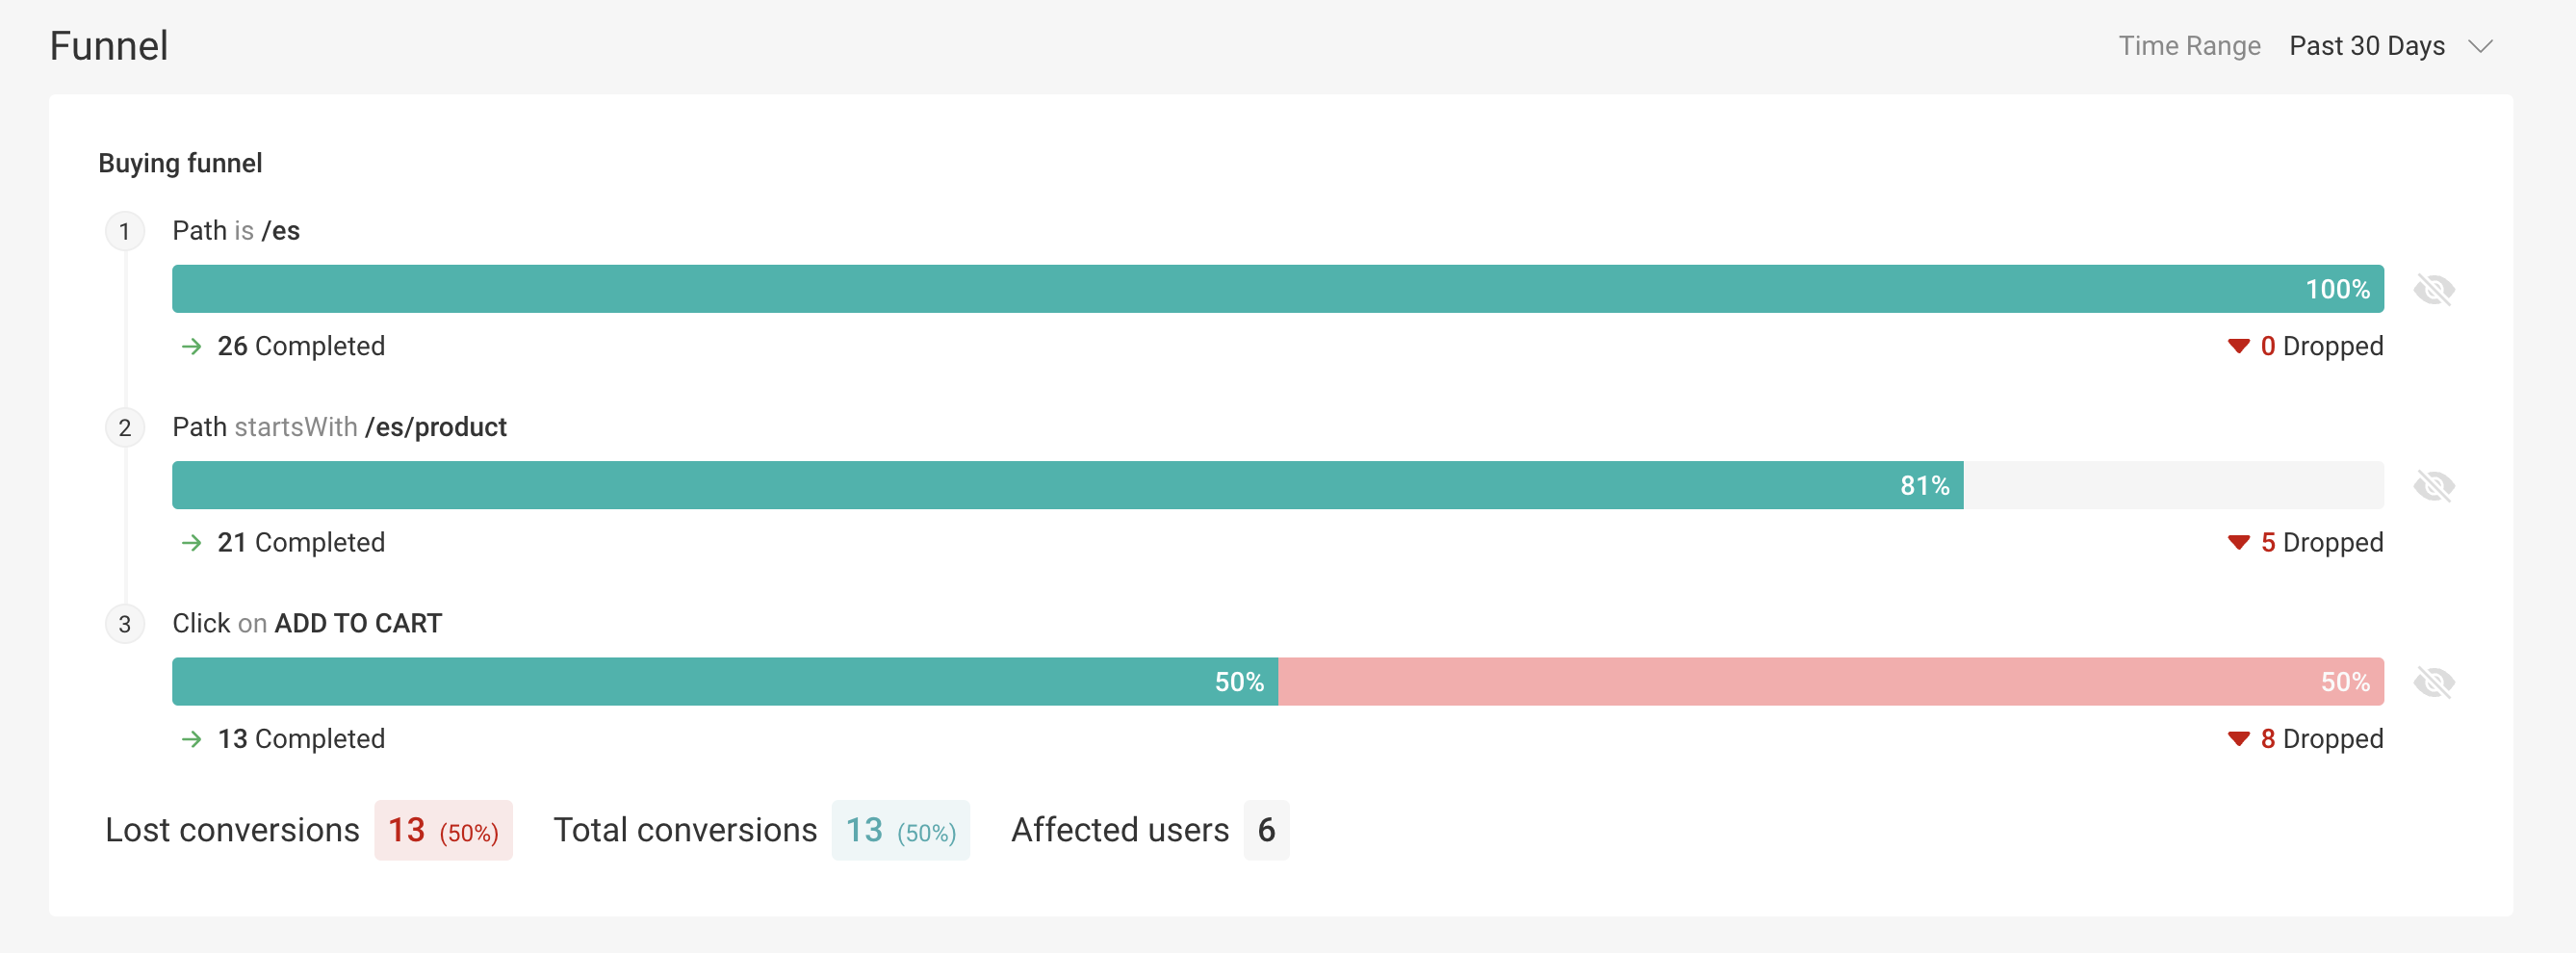 Funnel
Time Range Past 30 Days
Buying funnel
1 Path is /es
100%
26 Completed 0 Dropped
2 Path startsWith /es/product
81%
21 Completed 5 Dropped
3 Click on ADD TO CART
50% 50%
13 Completed 8 Dropped
Lost conversions 13 (50%) Total conversions 13 (50%) Affected users 6